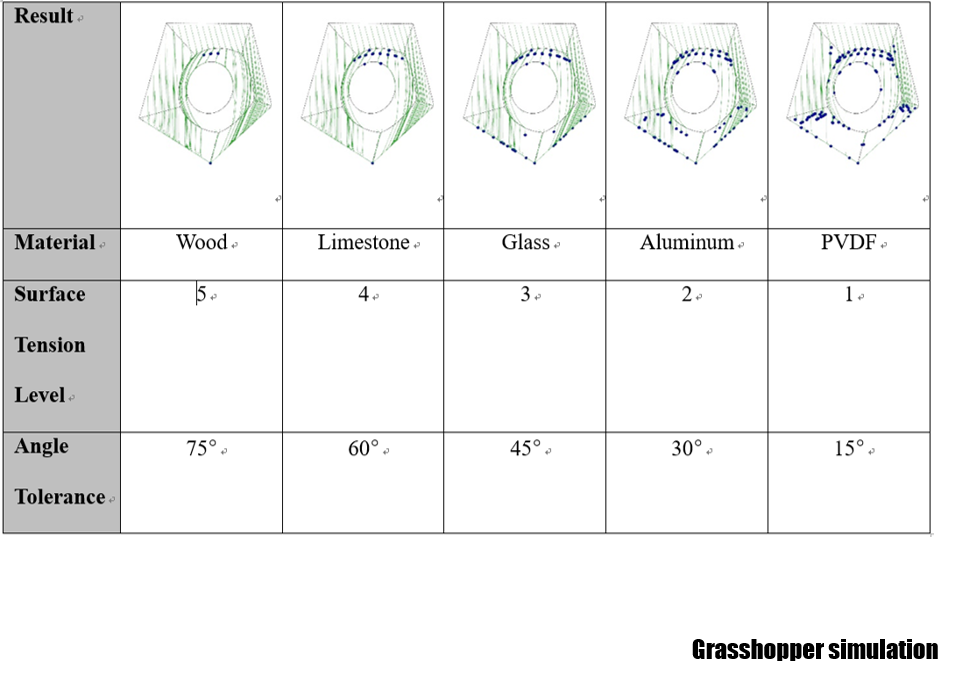 Result
Material Wood Limestone Glass Aluminum PVDF
Surface 5 4 3 2 1
Tension
Level
Angle 75° 60° 45° 30° 15°
Tolerance
Grasshopper simulation